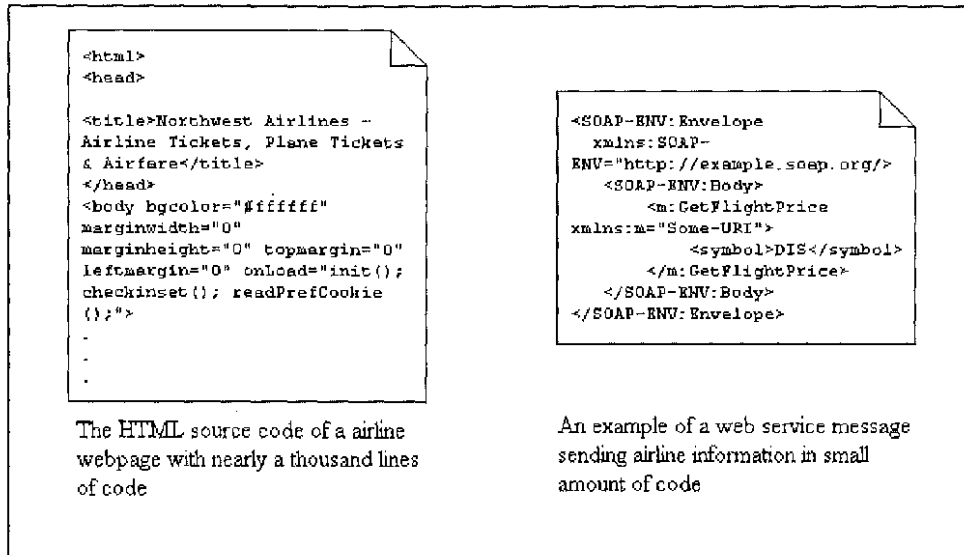 <html>
<head>
<title>Northwest Airlines -
Airline Tickets, Plane Tickets
& Airfare</title>
</head>
<body bgcolor="#ffffff"
marginwidth="0"
marginheight="0" topmargin="0"
leftmargin="0" onLoad="init();
checkinset(); readPrefCookie
();">
.
.
.
The HTML source code of a airline
webpage with nearly a thousand lines
of code
<SOAP-ENV:Envelope
xmlns:SOAP-
ENV="http://example.soap.org/>
<SOAP-ENV:Body>
<m:GetFlightPrice
xmlns:m="Some-URI">
<symbol>DIS</symbol>
</m:GetFlightPrice>
</SOAP-ENV:Body>
</SOAP-ENV:Envelope>
An example of a web service message
sending airline information in small
amount of code